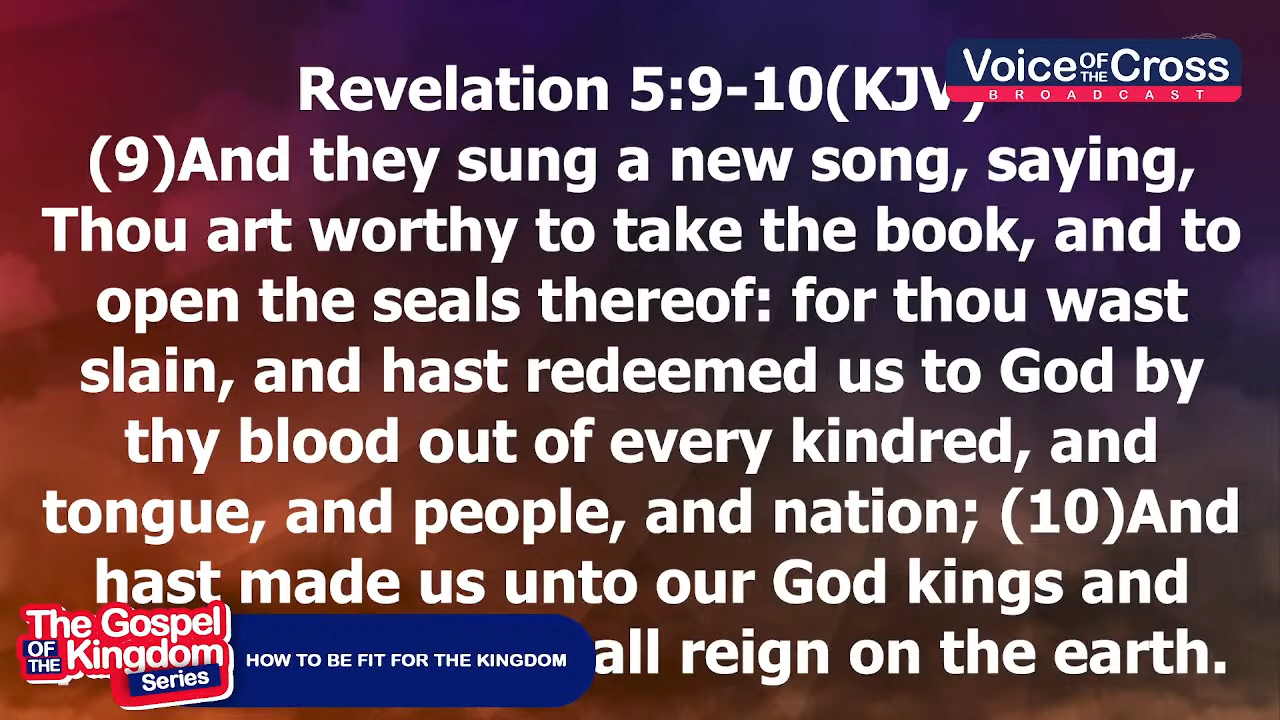 Revelation 5:9-10(KJV)
Voice OF THE Cross
BROADCAST
(9)And they sung a new song, saying,
Thou art worthy to take the book, and to
open the seals thereof: for thou wast
slain, and hast redeemed us to God by
thy blood out of every kindred, and
tongue, and people, and nation; (10)And
hast made us unto our God kings and
all reign on the earth.
The Gospel
OF THE Kingdom
Series
HOW TO BE FIT FOR THE KINGDOM